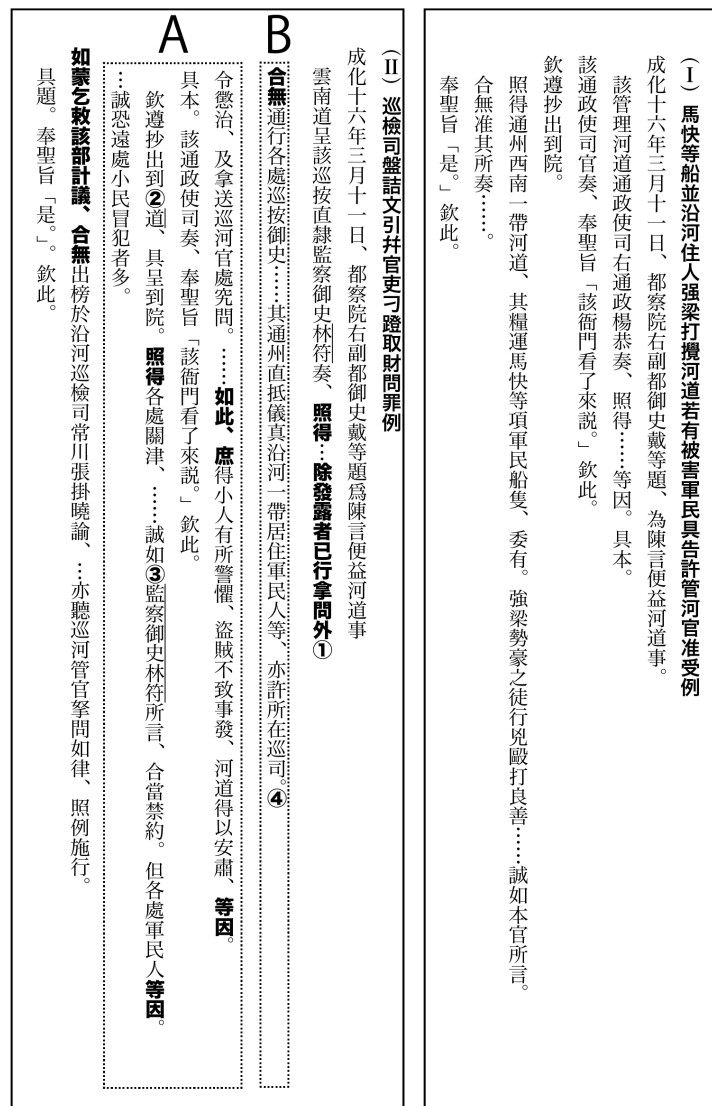 (Ⅰ) 馬快等船並沿河住人强梁打攪河道若有被害軍民具告許管河官准受例
成化十六年三月十一日、都察院右副都御史戴等題、為陳言便益河道事。
該管理河道通政使司右通政楊恭奏、照得……等因。具本。
該通政使司官奏、奉聖旨「該衙門看了來説。」欽此。
欽遵抄出到院。
照得通州西南一帶河道、其糧運馬快等項軍民船隻、委有。強梁勢豪之徒行兇毆打良善……誠如本官所言。
合無准其所奏……。
奉聖旨「是。」欽此。
(Ⅱ) 巡檢司盤詰文引幷官吏刁蹬取財問罪例
成化十六年三月十一日、都察院右副都御史戴等題爲陳言便益河道事
雲南道呈該巡按直隷監察御史林符奏、照得…除發露者已行拿問外①
B
合無通行各處巡按御史……其通州直抵儀真沿河一帶居住軍民人等、亦許所在巡司。④
A
令懲治、及拿送巡河官處究問。……如此、庶得小人有所警懼、盜賊不致事發、河道得以安肅、等因。
具本。該通政使司奏、奉聖旨「該衙門看了來説。」欽此。
欽遵抄出到②道、具呈到院。照得各處關津、……誠如③監察御史林符所言、合當禁約。但各處軍民人等因。
…誠恐遠處小民冒犯者多。
如蒙乞敕該部計議、合無出榜於沿河巡檢司常川張掛曉諭、…亦聽巡河管官拏問如律、照例施行。
具題。奉聖旨「是。」。欽此。